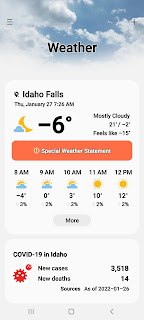 Weather
Idaho Falls
Thu, January 27 7:26 AM
−6°
Mostly Cloudy
21° / −2°
Feels like −15°
Special Weather Statement
8 AM 9 AM 10 AM 11 AM 12 PM
−4° 0° 3° 10° 12°
3% 2% 2% 2% 2%
More
COVID-19 in Idaho
New cases 3,518
New deaths 14
Sources As of 2022-01-26